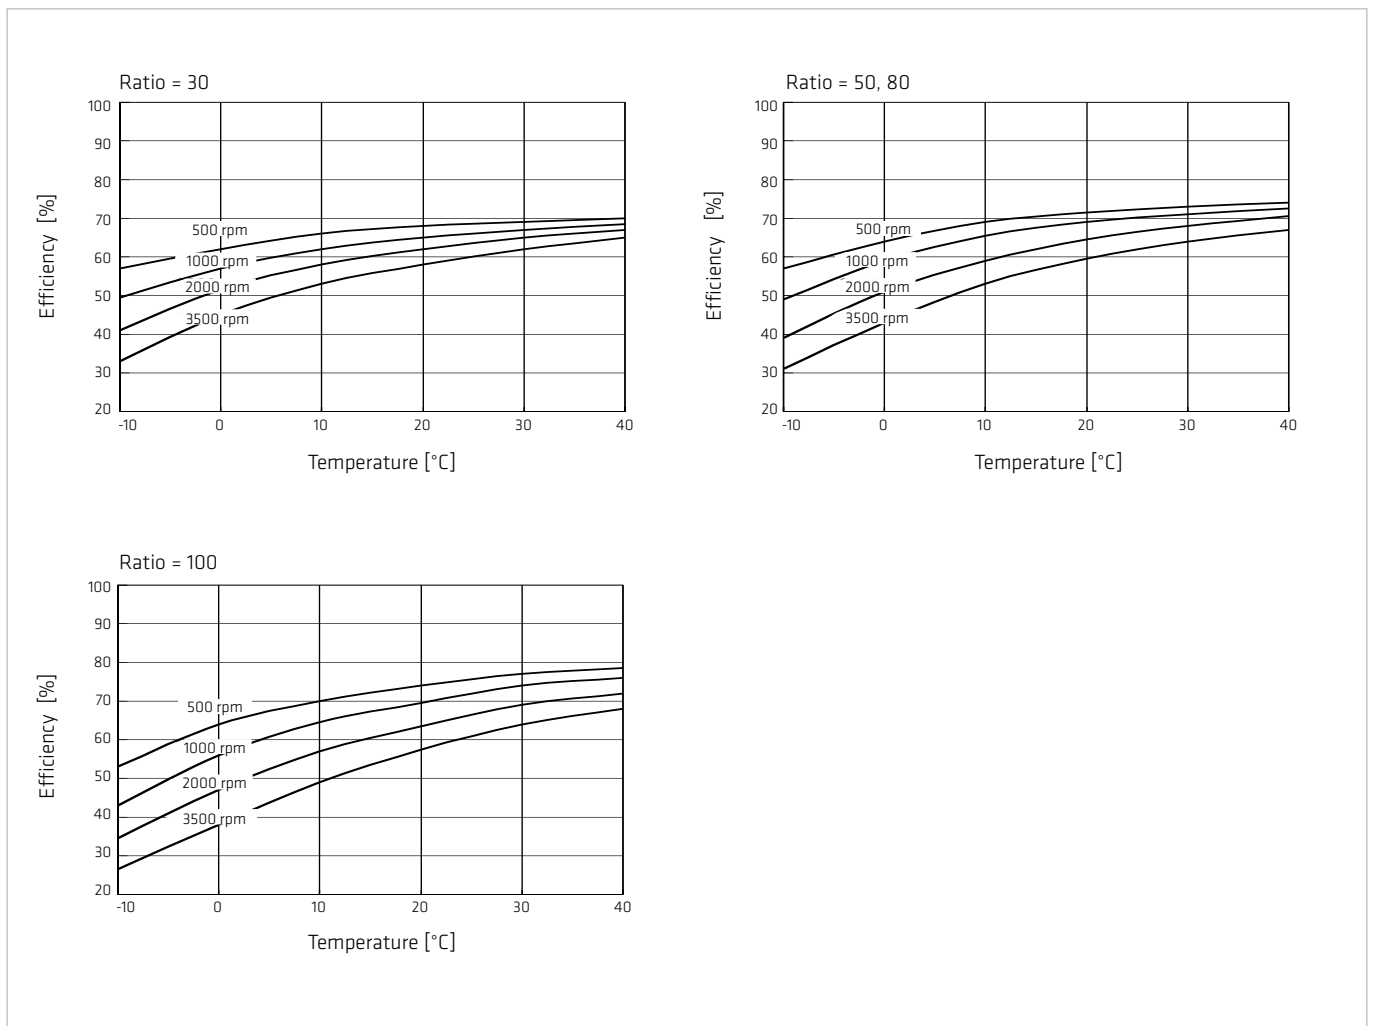 Ratio = 30
100
90
80
70
60
50
40
30
20
Efficiency [%]
500 rpm
1000 rpm
2000 rpm
3500 rpm
-10 0 10 20 30 40
Temperature [°C]
Ratio = 50, 80
100
90
80
70
60
50
40
30
20
Efficiency [%]
500 rpm
1000 rpm
2000 rpm
3500 rpm
-10 0 10 20 30 40
Temperature [°C]
Ratio = 100
100
90
80
70
60
50
40
30
20
Efficiency [%]
500 rpm
1000 rpm
2000 rpm
3500 rpm
-10 0 10 20 30 40
Temperature [°C]